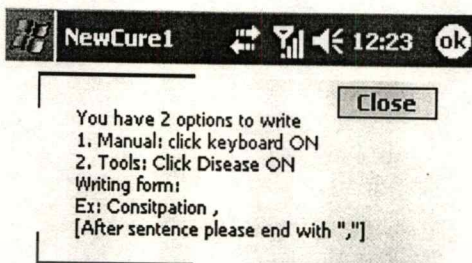 NewCure1 12:23 ok
Close
You have 2 options to write
1. Manual: click keyboard ON
2. Tools: Click Disease ON
Writing form:
Ex: Consitpation ,
[After sentence please end with ","]